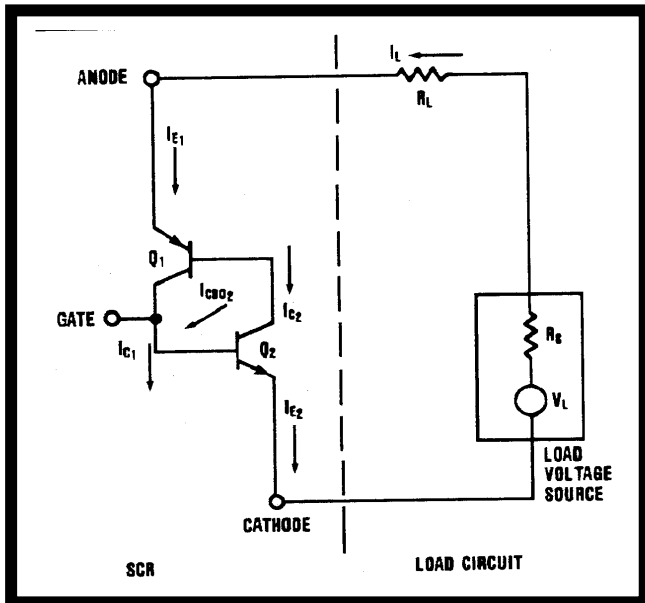 ANODE
I_L
R_L
I_E1
Q_1
I_CBO2
I_C2
GATE
I_C1
Q_2
I_E2
R_S
V_L
LOAD
VOLTAGE
SOURCE
CATHODE
SCR
LOAD CIRCUIT